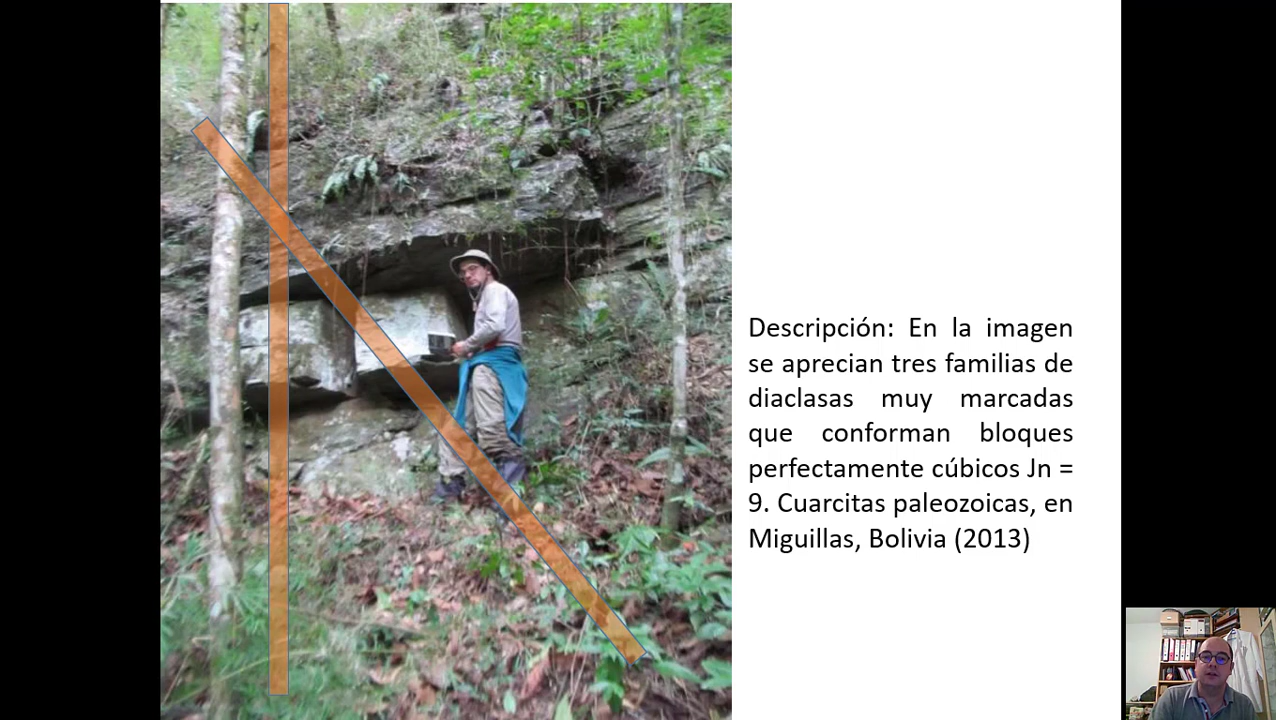 Descripción: En la imagen
se aprecian tres familias de
diaclasas muy marcadas
que conforman bloques
perfectamente cúbicos Jn =
9. Cuarcitas paleozoicas, en
Miguillas, Bolivia (2013)